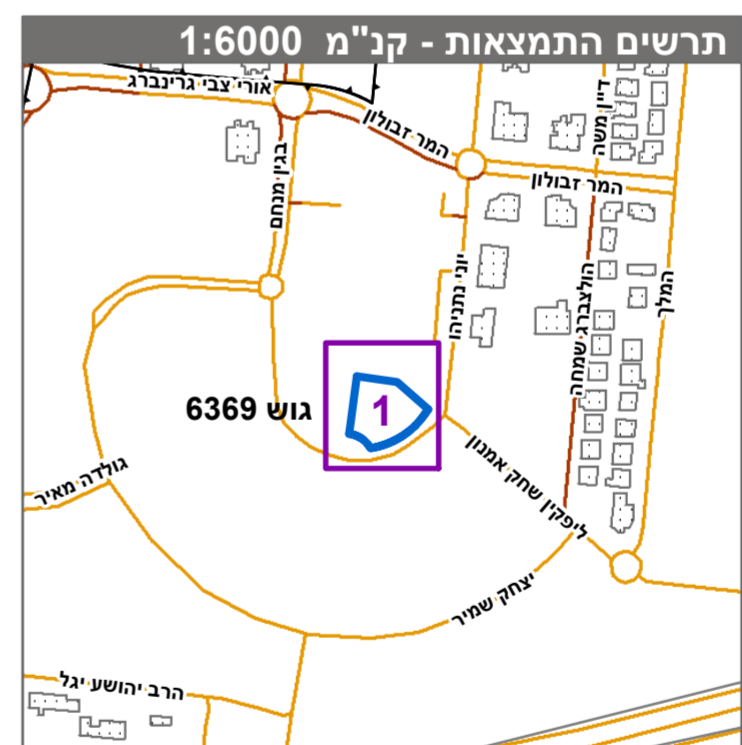 תרשים התמצאות - קנ"מ 1:6000
אורי צבי גרינברג
המר זבולון
דיין משה
המר זבולון
בגין מנחם
יוני נתניהו
הולצברג שמחה
המלך
גוש 6369
1
גולדה מאיר
ליפקין שחק אמנון
יצחק שמיר
הרב יהושע יגל